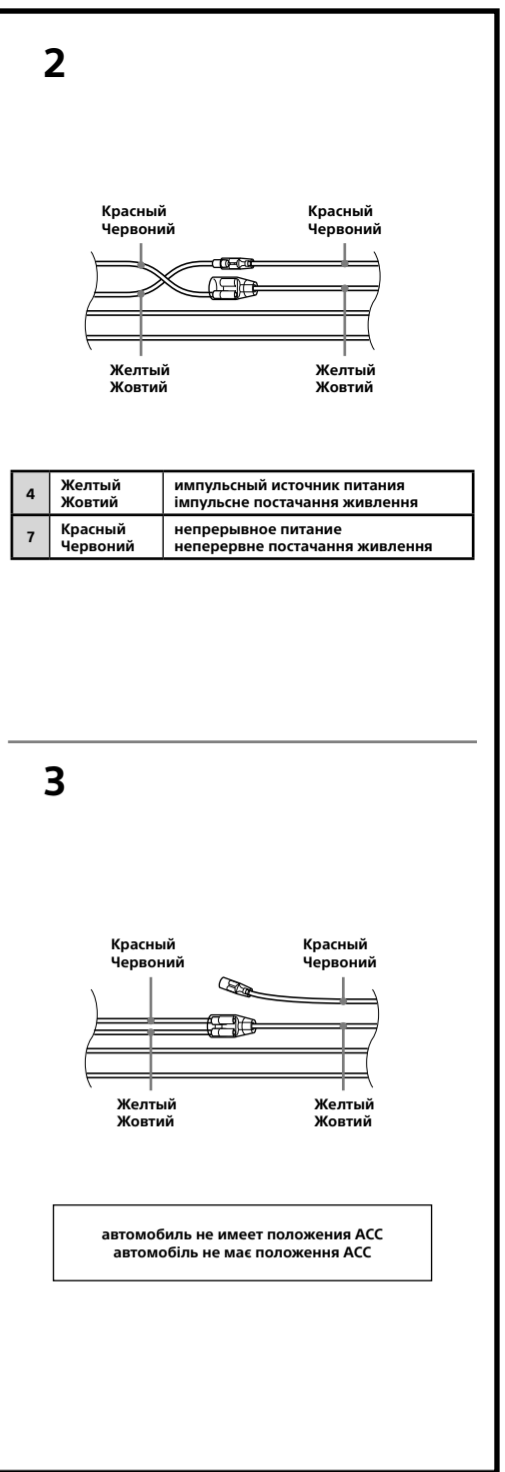 2
Красный
Червоний
Красный
Червоний
Желтый
Жовтий
Желтый
Жовтий
4
Желтый
Жовтий
импульсный источник питания
імпульсне постачання живлення
7
Красный
Червоний
непрерывное питание
неперервне постачання живлення
3
Красный
Червоний
Красный
Червоний
Желтый
Жовтий
Желтый
Жовтий
автомобиль не имеет положения ACC
автомобіль не має положення ACC